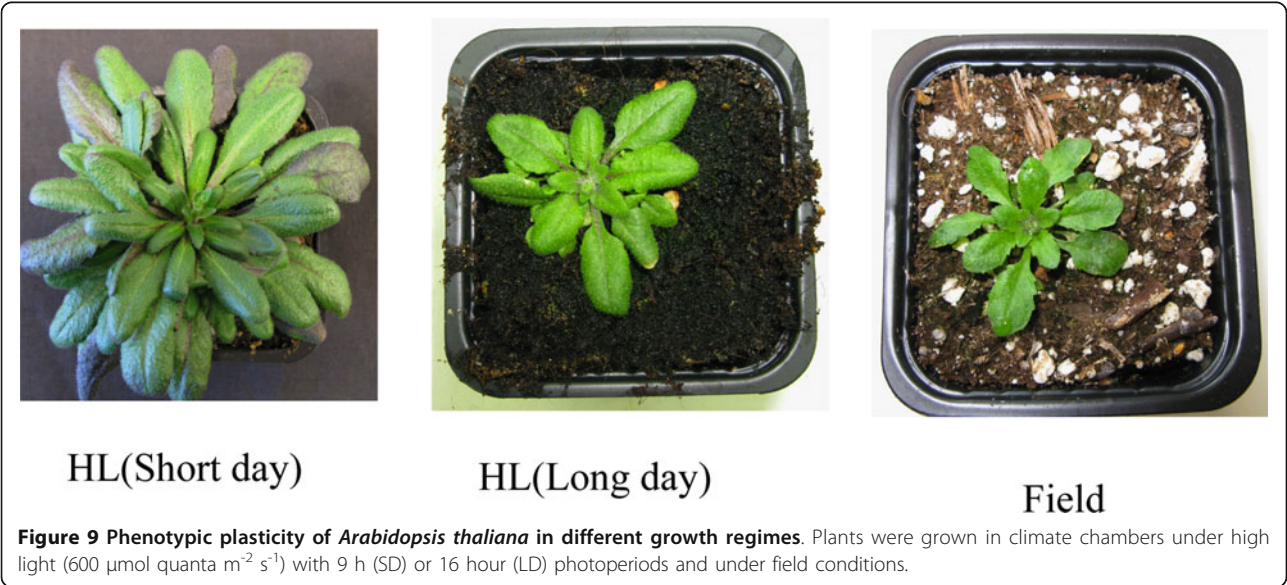 HL(Short day)
HL(Long day)
Field
Figure 9 Phenotypic plasticity of Arabidopsis thaliana in different growth regimes. Plants were grown in climate chambers under high
light (600 μmol quanta m-2 s-1) with 9 h (SD) or 16 hour (LD) photoperiods and under field conditions.